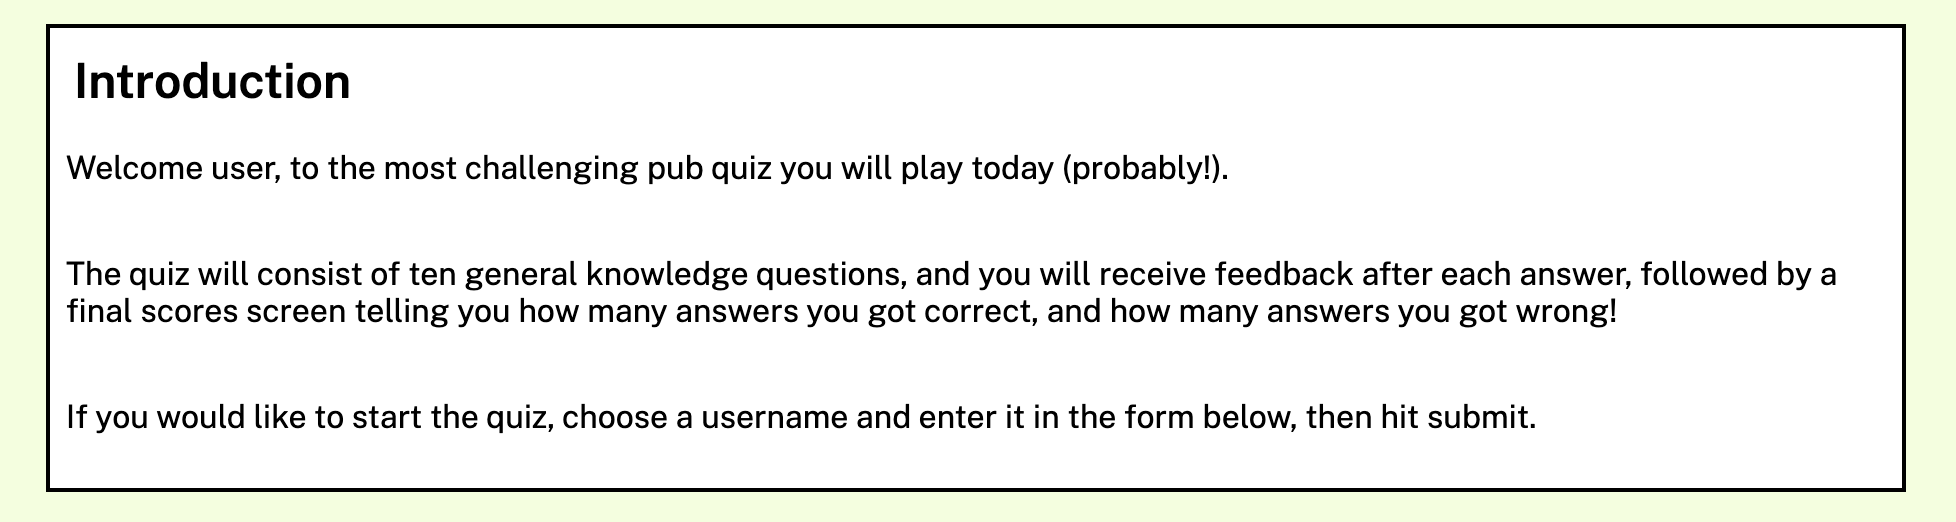 Introduction
Welcome user, to the most challenging pub quiz you will play today (probably!).
The quiz will consist of ten general knowledge questions, and you will receive feedback after each answer, followed by a
final scores screen telling you how many answers you got correct, and how many answers you got wrong!
If you would like to start the quiz, choose a username and enter it in the form below, then hit submit.